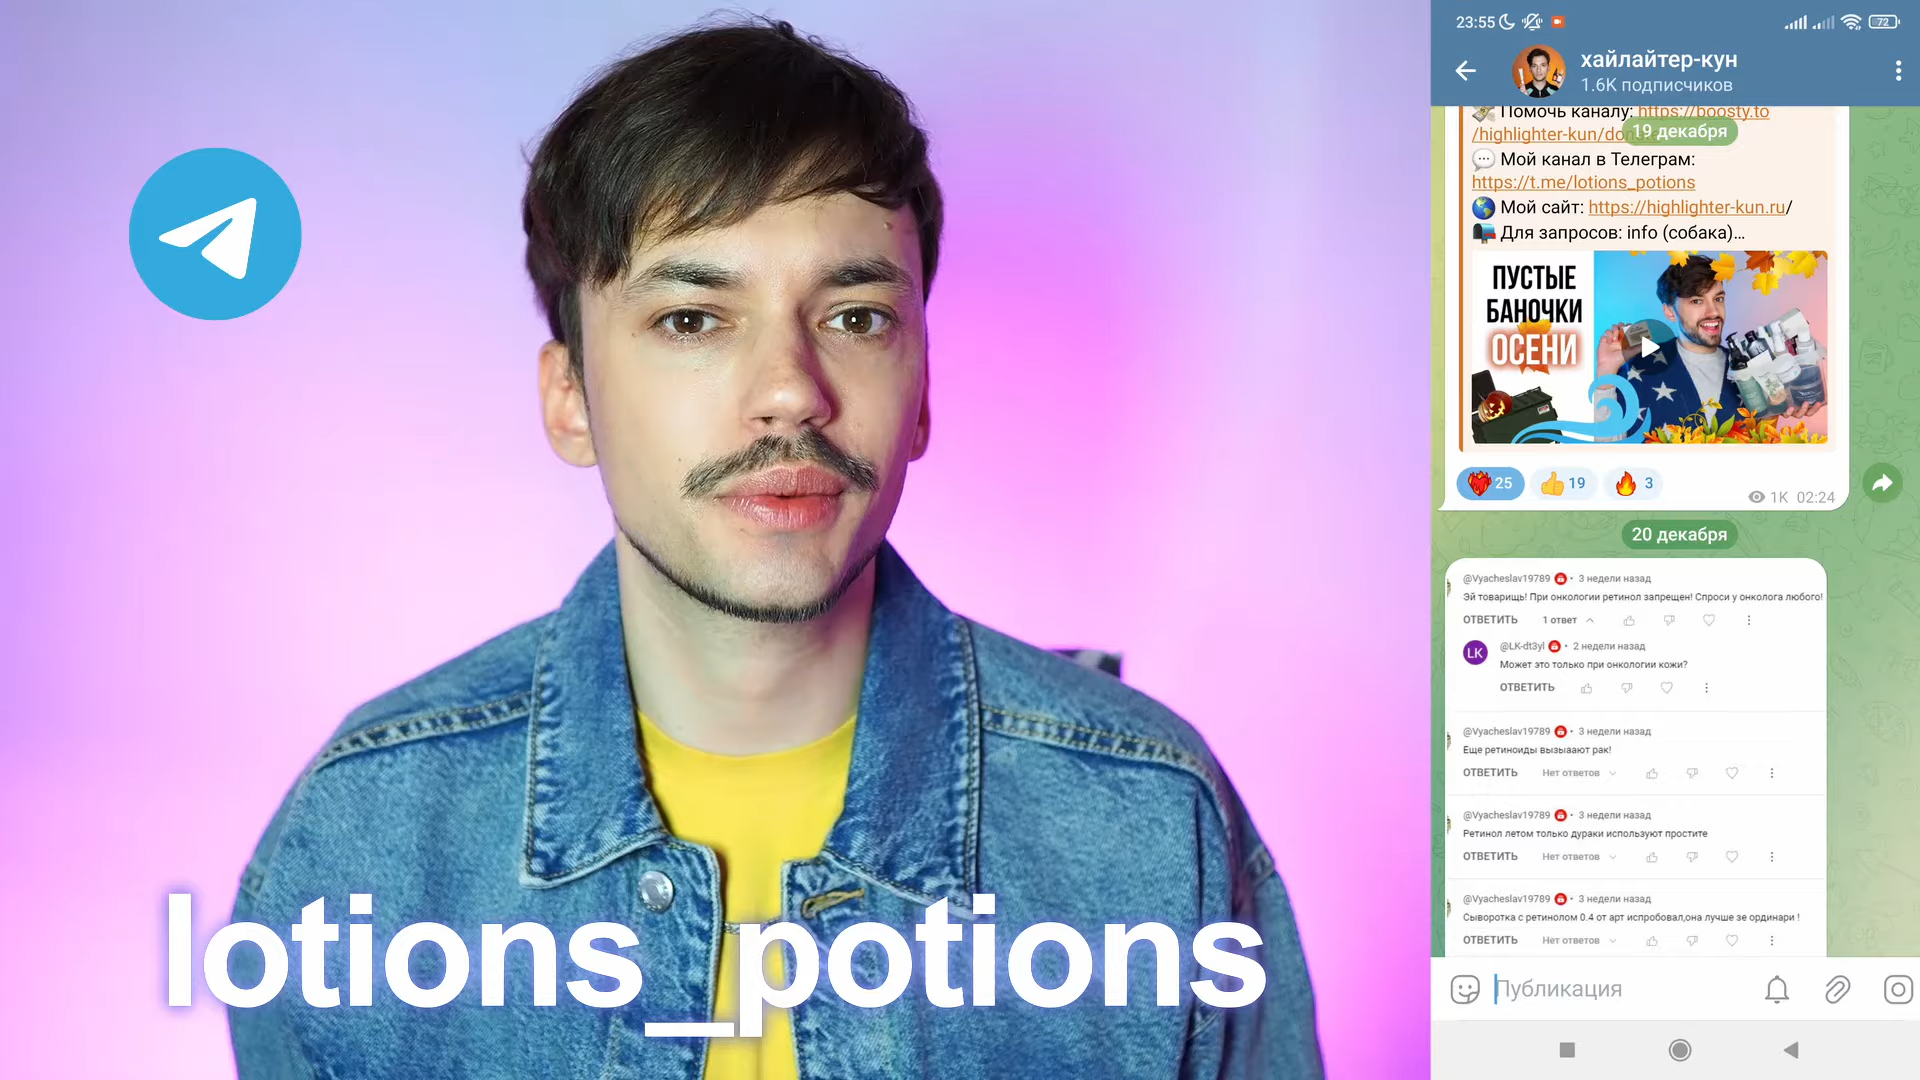 lotions_potions
23:55
72
хайлайтер-кун
1.6K подписчиков
Помочь каналу: https://boosty.to
/highlighter-kun/do
19 декабря
Мой канал в Телеграм:
https://t.me/lotions_potions
Мой сайт: https://highlighter-kun.ru/
Для запросов: info (собака)...
ПУСТЫЕ
БАНОЧКИ
ОСЕНИ
25
19
3
1K 02:24
20 декабря
@Vyacheslav19789 • 3 недели назад
Эй товарищь! При онкологии ретинол запрещен! Спроси у онколога любого!
ОТВЕТИТЬ 1 ответ
LK
@LK-dt3yl • 2 недели назад
Может это только при онкологии кожи?
ОТВЕТИТЬ
@Vyacheslav19789 • 3 недели назад
Еще ретиноиды вызыаают рак!
ОТВЕТИТЬ Нет ответов
@Vyacheslav19789 • 3 недели назад
Ретинол летом только дураки используют простите
ОТВЕТИТЬ Нет ответов
@Vyacheslav19789 • 3 недели назад
Сыворотка с ретинолом 0.4 от арт испробовал,она лучше зе ординари !
ОТВЕТИТЬ Нет ответов
Публикация